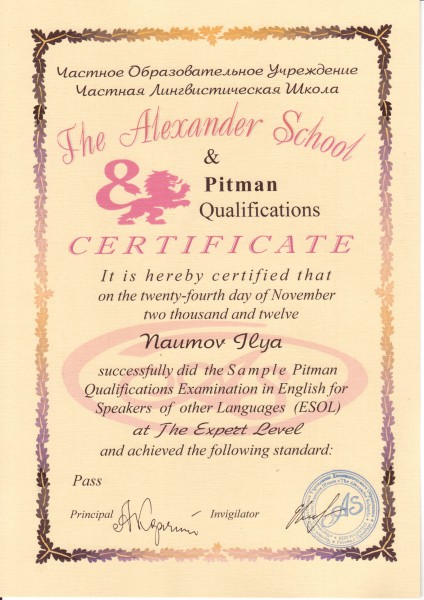 Частное Образовательное Учреждение
Частная Лингвистическая Школа
The Alexander School
&
8
Pitman
Qualifications
CERTIFICATE
It is hereby certified that
on the twenty-fourth day of November
two thousand and twelve
Naumov Ilya
successfully did the Sample Pitman
Qualifications Examination in English for
Speakers of other Languages (ESOL)
at The Expert Level
and achieved the following standard:
Pass
Principal Invigilator
AS